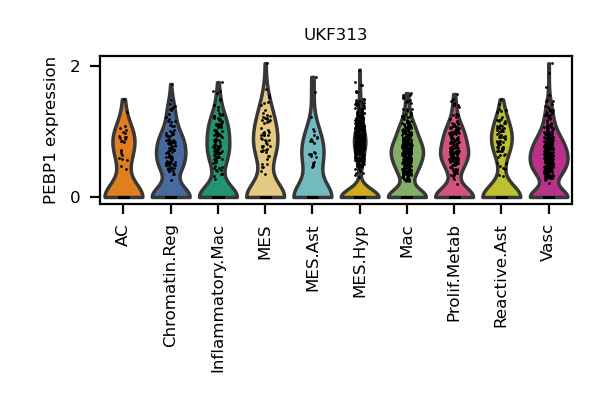 UKF313
PEBP1 expression
2
0
AC
Chromatin.Reg
Inflammatory.Mac
MES
MES.Ast
MES.Hyp
Mac
Prolif.Metab
Reactive.Ast
Vasc